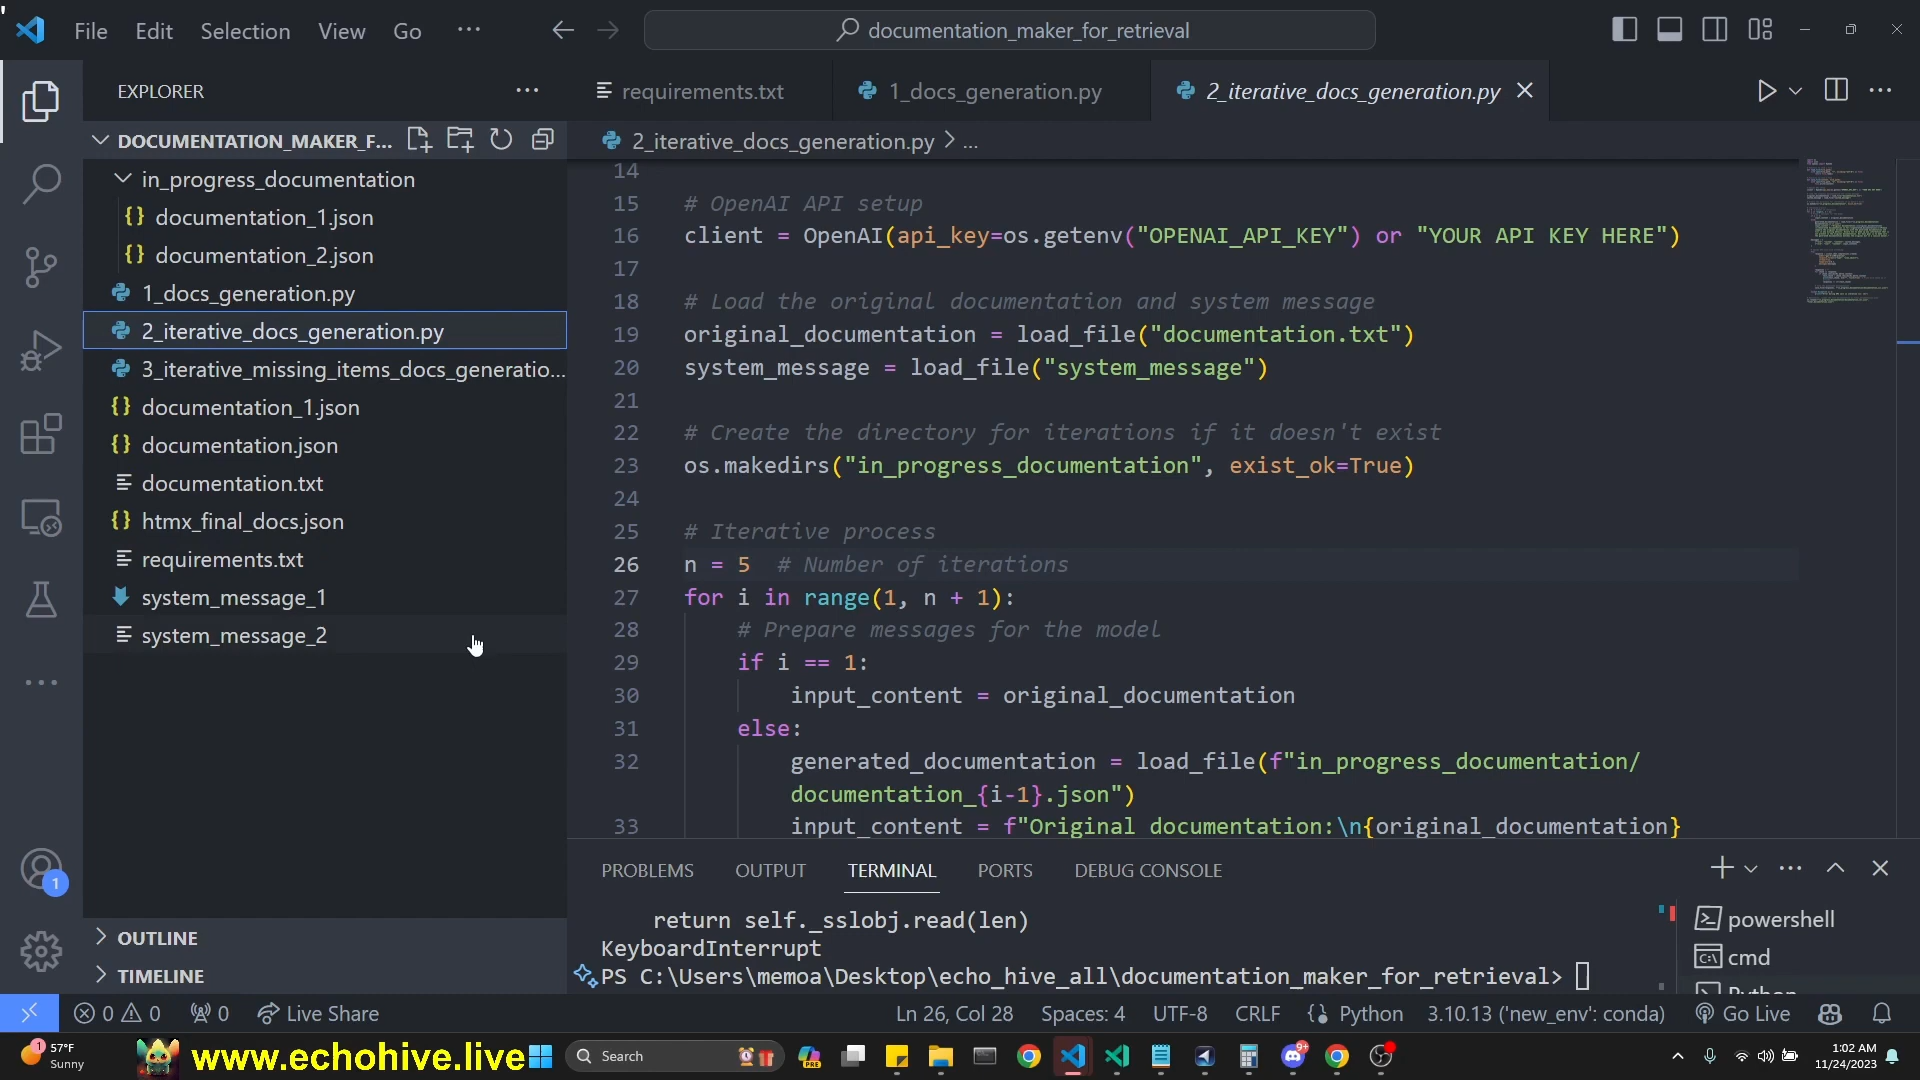 File Edit Selection View Go ···
documentation_maker_for_retrieval
EXPLORER
requirements.txt
1_docs_generation.py
2_iterative_docs_generation.py
DOCUMENTATION_MAKER_F...
2_iterative_docs_generation.py > ...
in_progress_documentation
documentation_1.json
documentation_2.json
1_docs_generation.py
2_iterative_docs_generation.py
3_iterative_missing_items_docs_generatio...
documentation_1.json
documentation.json
documentation.txt
htmx_final_docs.json
requirements.txt
system_message_1
system_message_2
OUTLINE
TIMELINE
14
15 # OpenAI API setup
16 client = OpenAI(api_key=os.getenv("OPENAI_API_KEY") or "YOUR API KEY HERE")
17
18 # Load the original documentation and system message
19 original_documentation = load_file("documentation.txt")
20 system_message = load_file("system_message")
21
22 # Create the directory for iterations if it doesn't exist
23 os.makedirs("in_progress_documentation", exist_ok=True)
24
25 # Iterative process
26 n = 5 # Number of iterations
27 for i in range(1, n + 1):
28 # Prepare messages for the model
29 if i == 1:
30 input_content = original_documentation
31 else:
32 generated_documentation = load_file(f"in_progress_documentation/
documentation_{i-1}.json")
33 input_content = f"Original documentation:\n{original_documentation}
PROBLEMS OUTPUT TERMINAL PORTS DEBUG CONSOLE
return self._sslobj.read(len)
KeyboardInterrupt
PS C:\Users\memoa\Desktop\echo_hive_all\documentation_maker_for_retrieval>
powershell
cmd
Python
1
0 0 0 Live Share
Ln 26, Col 28 Spaces: 4 UTF-8 CRLF Python 3.10.13 ('new_env': conda) Go Live
1
57°F
Sunny
www.echohive.live
Search
PRE
9+
1:02 AM
11/24/2023